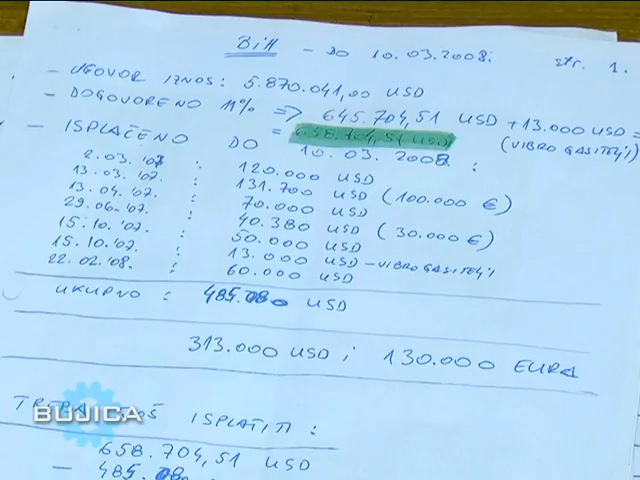 Bill - DO 10.03.2008. str. 1.
- UGOVOR IZNOS: 5.870.041,00 USD
- DOGOVORENO 11% => 645.704,51 USD + 13.000 USD =
= 658.704,51 USD (VIBRO GASITELJI)
- ISPLAĆENO DO 10.03.2008. :
2.03.'07 : 120.000 USD
13.03.'07. : 131.700 USD (100.000 €)
13.04.'07. : 70.000 USD
29.06.'07. : 40.380 USD (30.000 €)
15.10.'07. : 50.000 USD
15.10.'07. : 13.000 USD - VIBROGASITELJI
22.02.'08. : 60.000 USD
UKUPNO : 485.080 USD
313.000 USD i 130.000 EURA
BUJICA
TREBA JOŠ ISPLATITI :
658.704,51 USD
- 485.080 USD